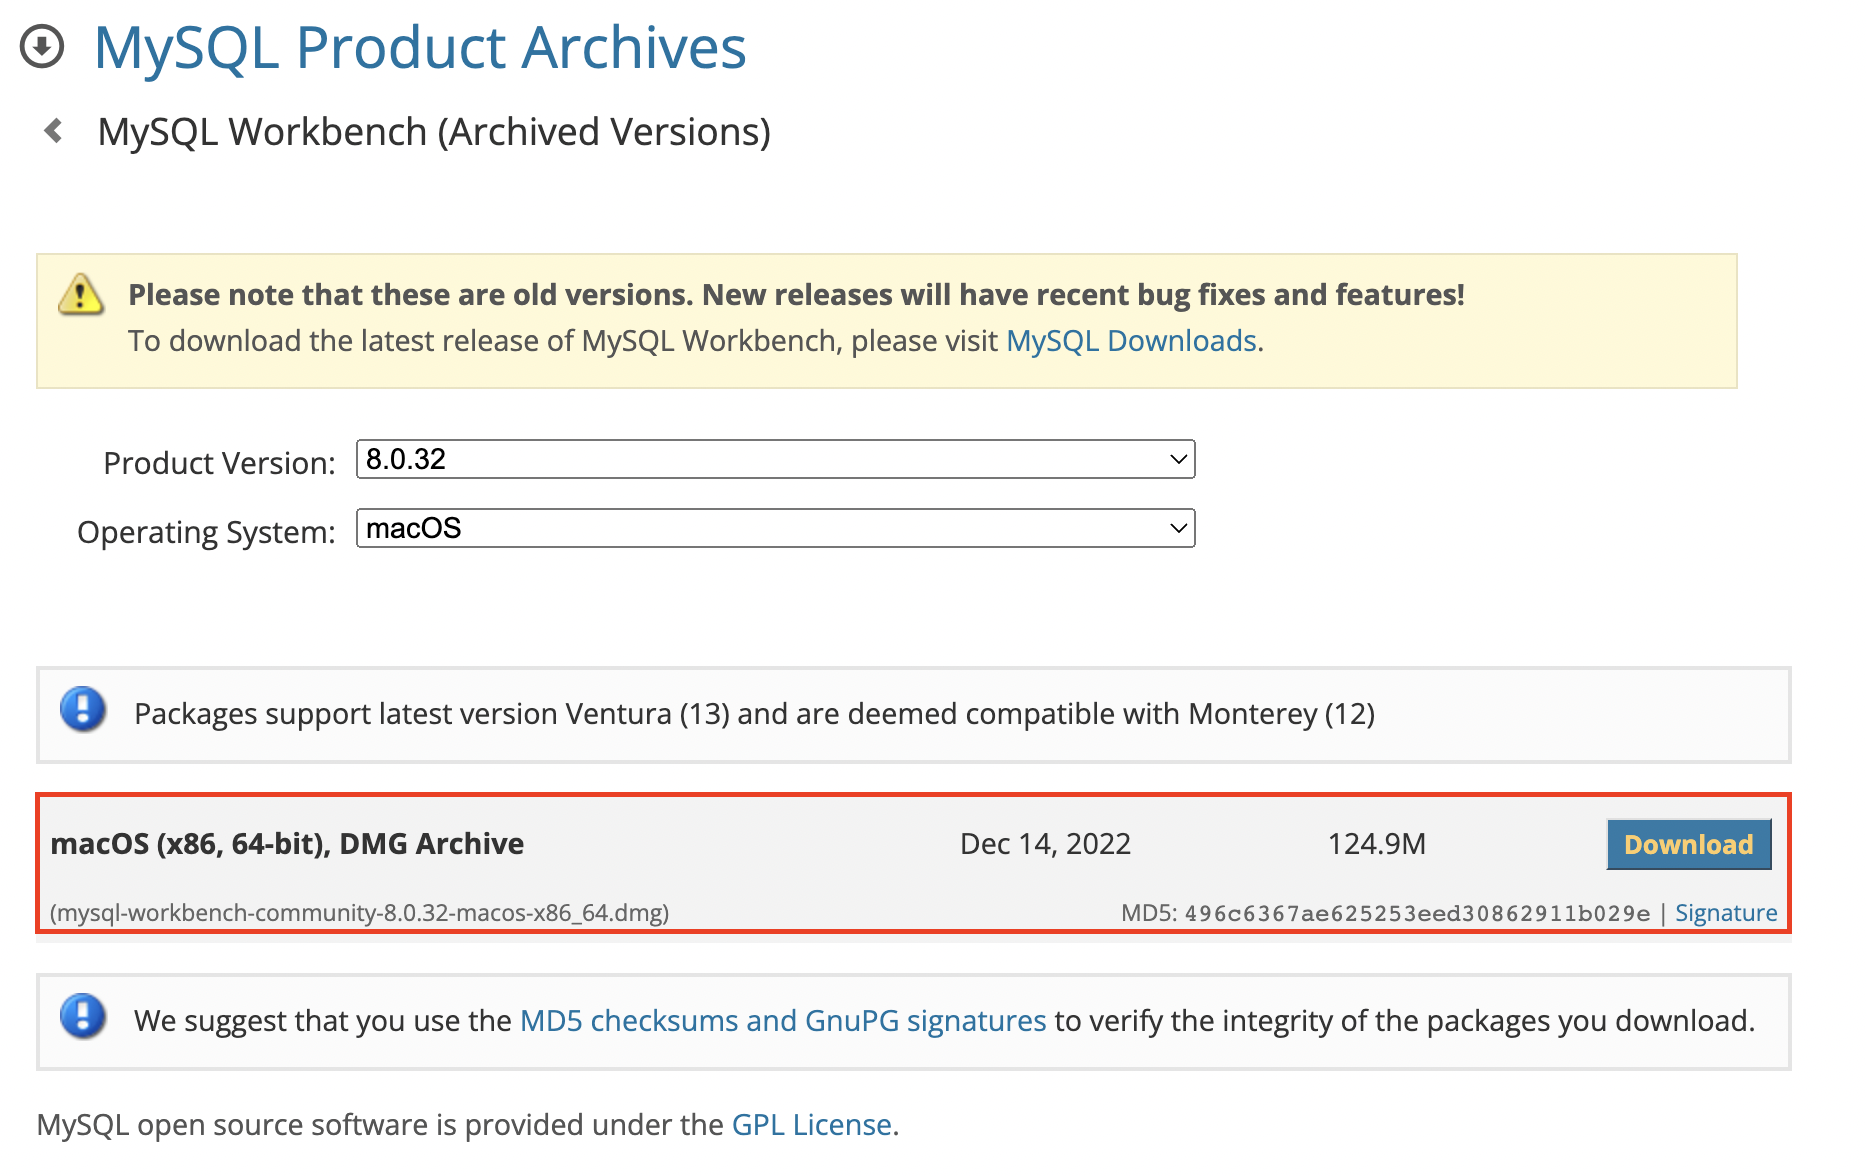 MySQL Product Archives
MySQL Workbench (Archived Versions)
Please note that these are old versions. New releases will have recent bug fixes and features!
To download the latest release of MySQL Workbench, please visit MySQL Downloads.
Product Version: 8.0.32
Operating System: macOS
Packages support latest version Ventura (13) and are deemed compatible with Monterey (12)
macOS (x86, 64-bit), DMG Archive Dec 14, 2022 124.9M Download
(mysql-workbench-community-8.0.32-macos-x86_64.dmg) MD5: 496c6367ae625253eed30862911b029e | Signature
We suggest that you use the MD5 checksums and GnuPG signatures to verify the integrity of the packages you download.
MySQL open source software is provided under the GPL License.